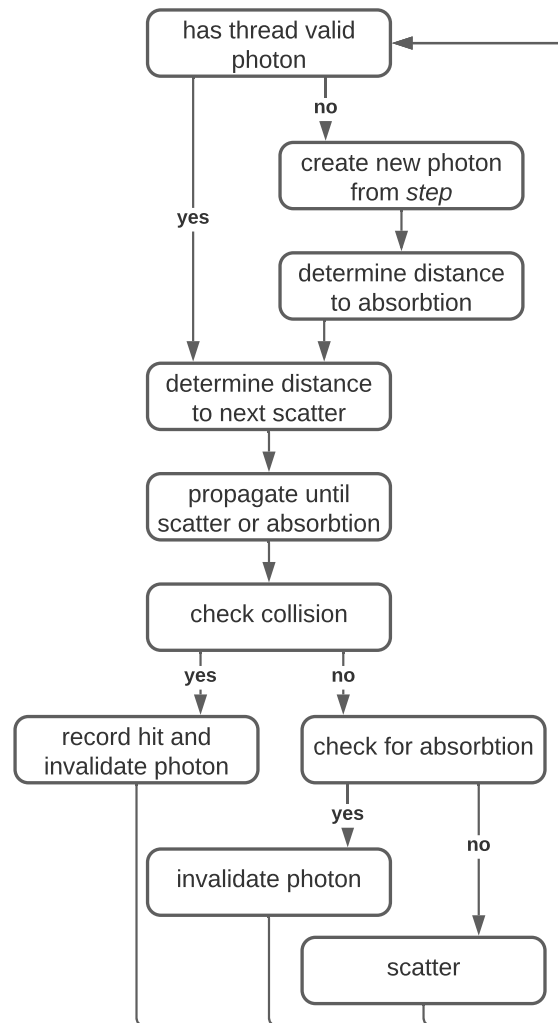 has thread valid
photon
no
create new photon
from step
yes
determine distance
to absorbtion
determine distance
to next scatter
propagate until
scatter or absorbtion
check collision
yes
no
record hit and
invalidate photon
check for absorbtion
yes
no
invalidate photon
scatter